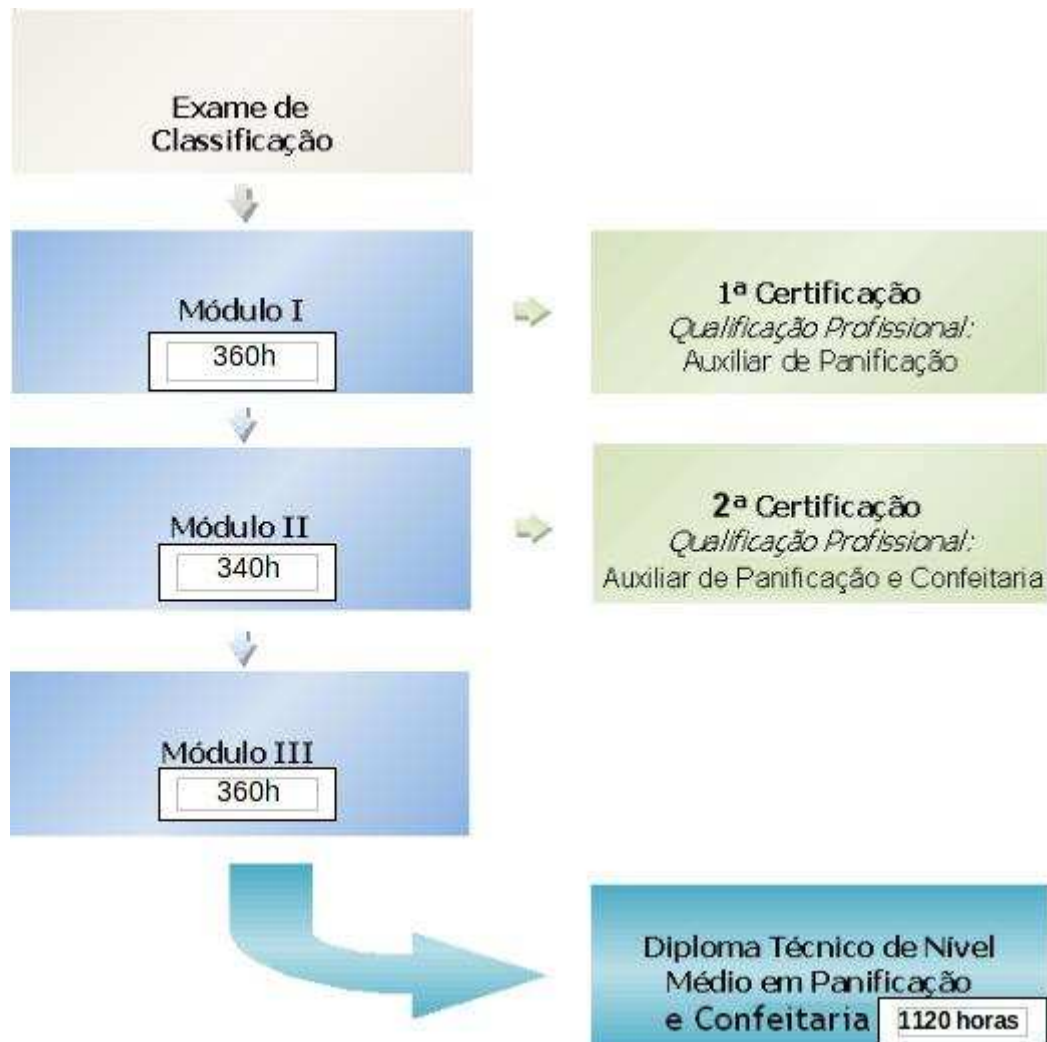 Exame de
Classificação
Módulo I
360h
1ª Certificação
Qualificação Profissional:
Auxiliar de Panificação
Módulo II
340h
2ª Certificação
Qualificação Profissional:
Auxiliar de Panificação e Confeitaria
Módulo III
360h
Diploma Técnico de Nível
Médio em Panificação
e Confeitaria 1120 horas